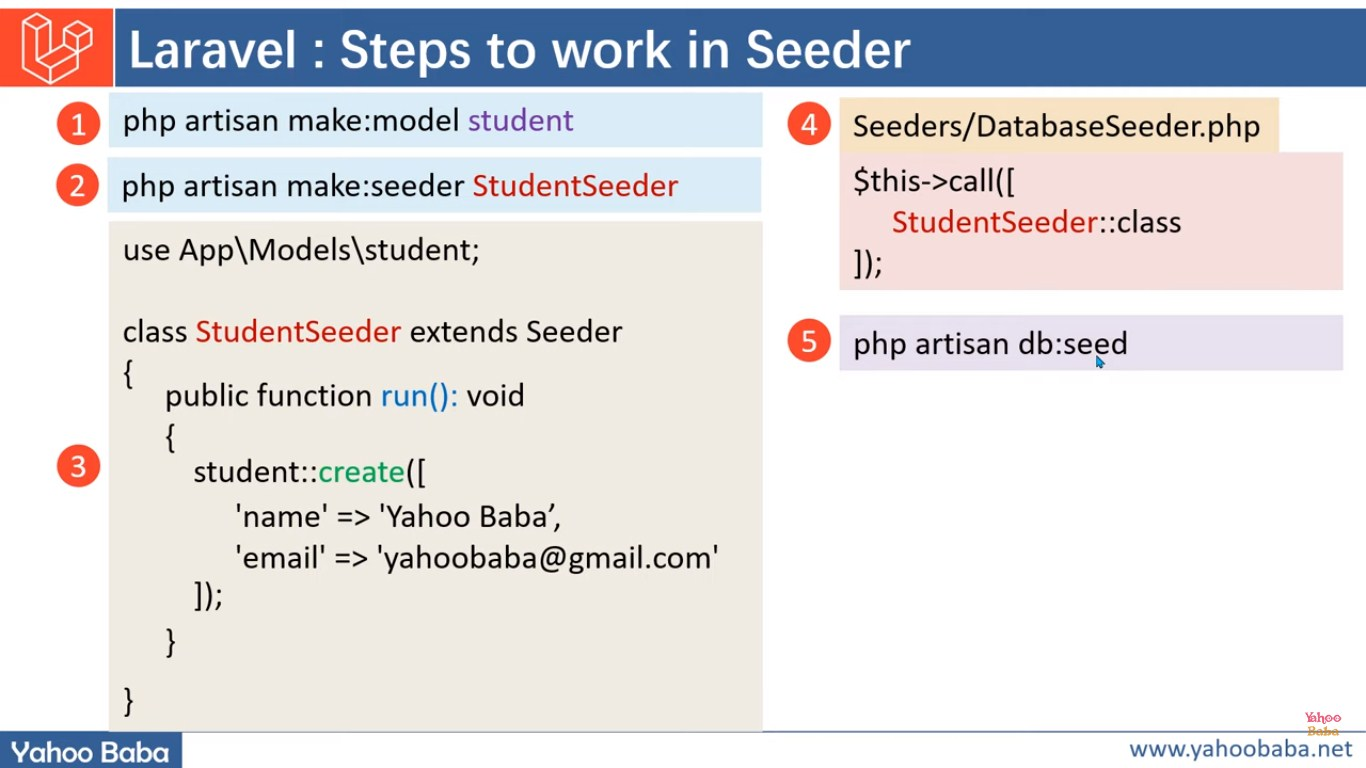 Laravel : Steps to work in Seeder
1
php artisan make:model student
2
php artisan make:seeder StudentSeeder
3
use App\Models\student;
class StudentSeeder extends Seeder
{
public function run(): void
{
student::create([
'name' => 'Yahoo Baba’,
'email' => 'yahoobaba@gmail.com'
]);
}
}
4
Seeders/DatabaseSeeder.php
$this->call([
StudentSeeder::class
]);
5
php artisan db:seed
Yahoo
Baba
Yahoo Baba
www.yahoobaba.net